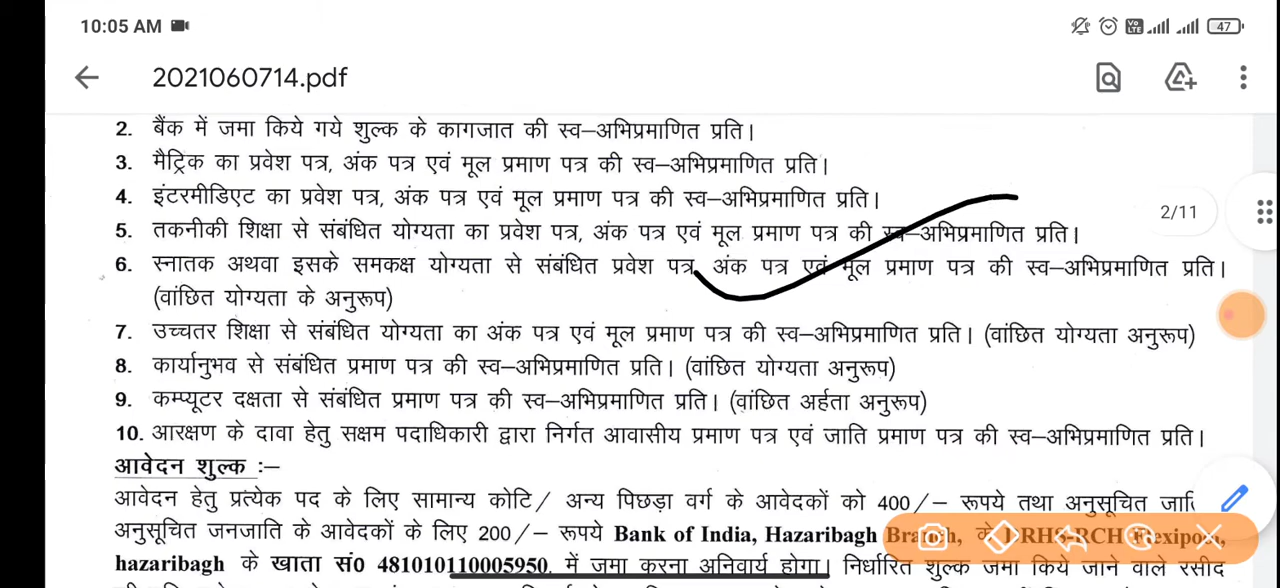 10:05 AM
Vo LTE
47
2021060714.pdf
2. बैंक में जमा किये गये शुल्क के कागजात की स्व–अभिप्रमाणित प्रति।
3. मैट्रिक का प्रवेश पत्र, अंक पत्र एवं मूल प्रमाण पत्र की स्व–अभिप्रमाणित प्रति।
4. इंटरमीडिएट का प्रवेश पत्र, अंक पत्र एवं मूल प्रमाण पत्र की स्व–अभिप्रमाणित प्रति।
2/11
5. तकनीकी शिक्षा से संबंधित योग्यता का प्रवेश पत्र, अंक पत्र एवं मूल प्रमाण पत्र की स्व–अभिप्रमाणित प्रति।
6. स्नातक अथवा इसके समकक्ष योग्यता से संबंधित प्रवेश पत्र, अंक पत्र एवं मूल प्रमाण पत्र की स्व–अभिप्रमाणित प्रति।
(वांछित योग्यता के अनुरूप)
7. उच्चतर शिक्षा से संबंधित योग्यता का अंक पत्र एवं मूल प्रमाण पत्र की स्व–अभिप्रमाणित प्रति। (वांछित योग्यता अनुरूप)
8. कार्यानुभव से संबंधित प्रमाण पत्र की स्व–अभिप्रमाणित प्रति। (वांछित योग्यता अनुरूप)
9. कम्प्यूटर दक्षता से संबंधित प्रमाण पत्र की स्व–अभिप्रमाणित प्रति। (वांछित अर्हता अनुरूप)
10. आरक्षण के दावा हेतु सक्षम पदाधिकारी द्वारा निर्गत आवासीय प्रमाण पत्र एवं जाति प्रमाण पत्र की स्व–अभिप्रमाणित प्रति।
आवेदन शुल्क :–
आवेदन हेतु प्रत्येक पद के लिए सामान्य कोटि/ अन्य पिछड़ा वर्ग के आवेदकों को 400/– रूपये तथा अनुसूचित
अनुसूचित जनजाति के आवेदकों के लिए 200/– रूपये Bank of India, Hazaribagh Branch, के DRHS-RCH Flexipool,
hazaribagh के खाता सं0 481010110005950 में जमा करना अनिवार्य होगा। निर्धारित शुल्क जमा किये जाने वाले रसीद